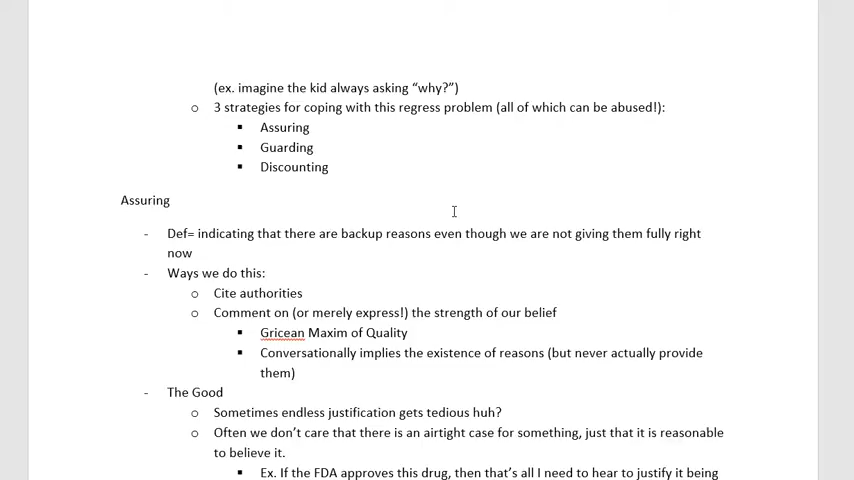 (ex. imagine the kid always asking “why?”)
o 3 strategies for coping with this regress problem (all of which can be abused!):
▪ Assuring
▪ Guarding
▪ Discounting
Assuring
- Def= indicating that there are backup reasons even though we are not giving them fully right
now
- Ways we do this:
o Cite authorities
o Comment on (or merely express!) the strength of our belief
▪ Gricean Maxim of Quality
▪ Conversationally implies the existence of reasons (but never actually provide
them)
- The Good
o Sometimes endless justification gets tedious huh?
o Often we don’t care that there is an airtight case for something, just that it is reasonable
to believe it.
▪ Ex. If the FDA approves this drug, then that’s all I need to hear to justify it being